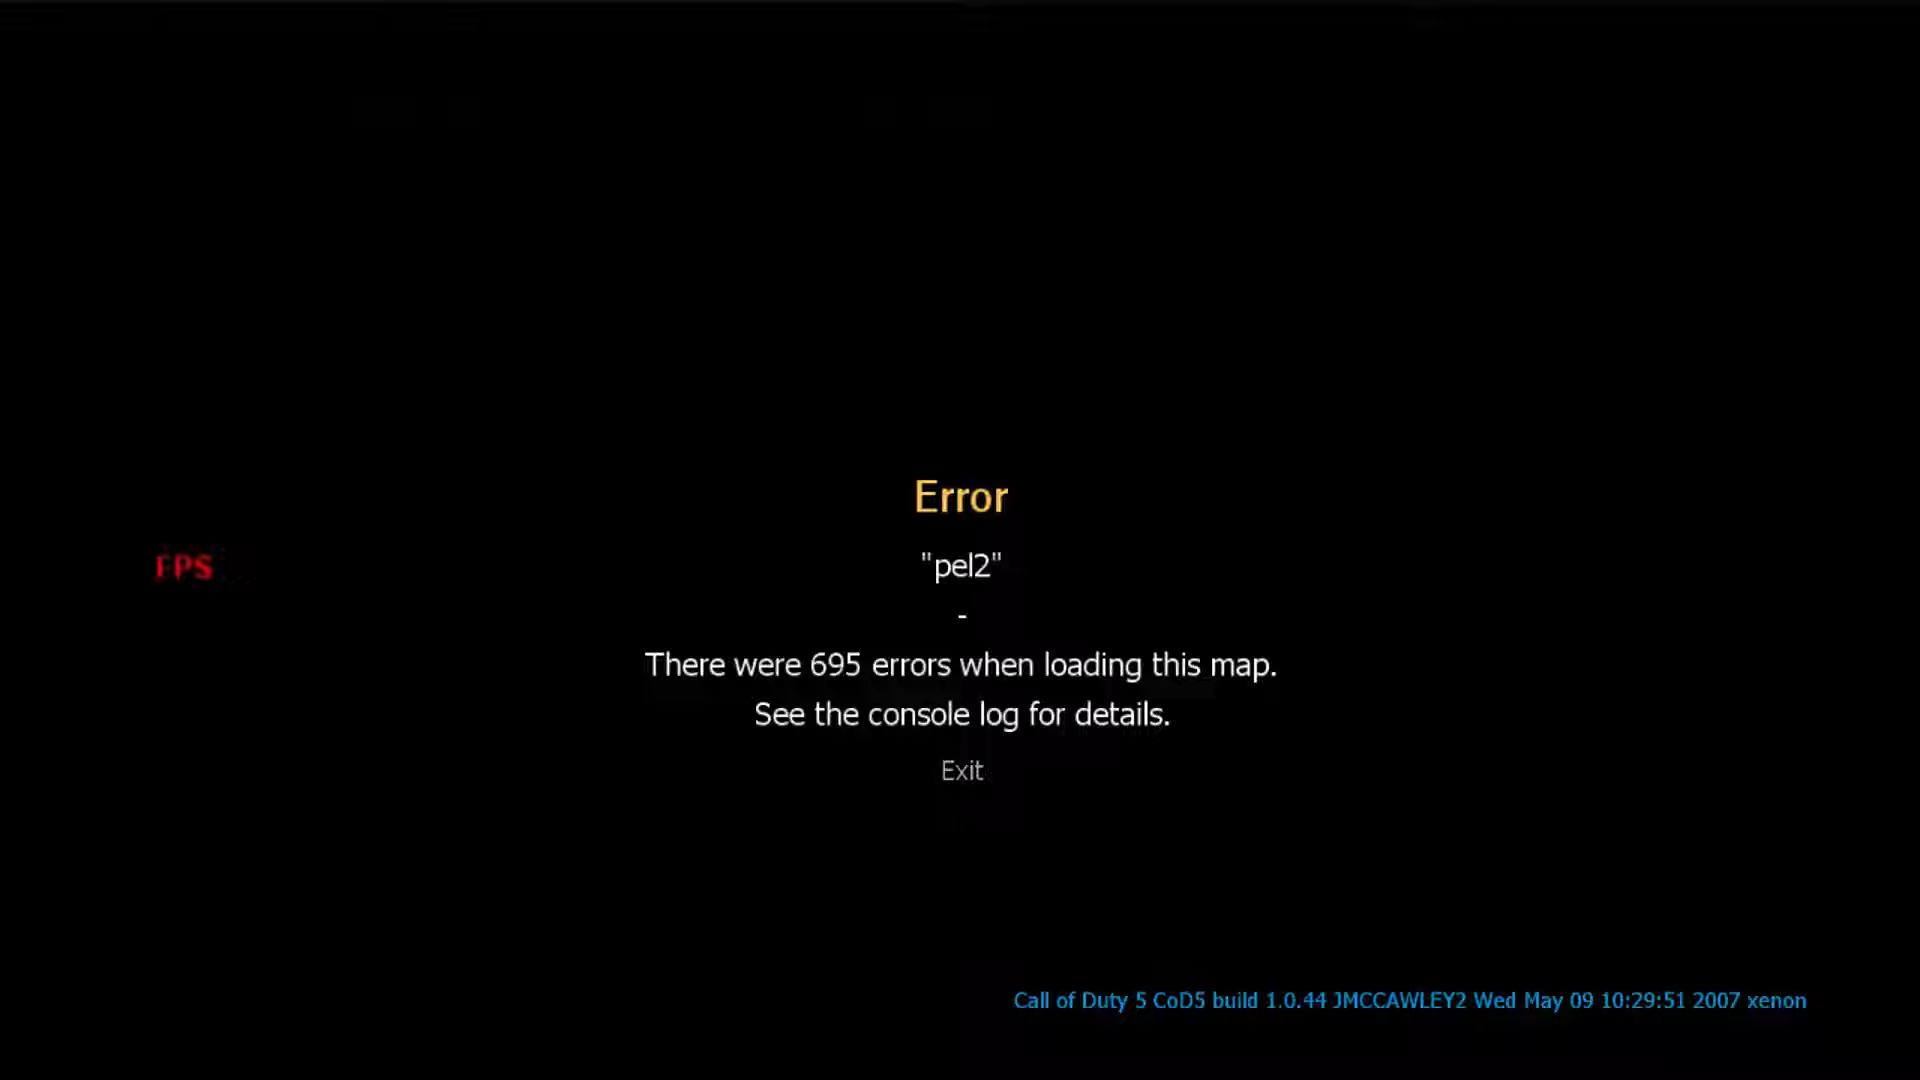 Error
FPS
"pel2"
-
There were 695 errors when loading this map.
See the console log for details.
Exit
Call of Duty 5 CoD5 build 1.0.44 JMCCAWLEY2 Wed May 09 10:29:51 2007 xenon